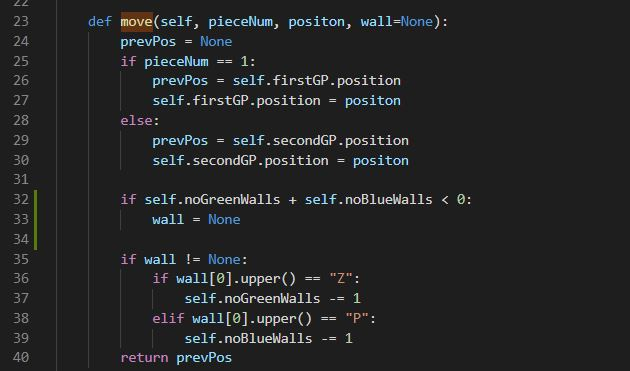 22
23 def move(self, pieceNum, positon, wall=None):
24 prevPos = None
25 if pieceNum == 1:
26 prevPos = self.firstGP.position
27 self.firstGP.position = positon
28 else:
29 prevPos = self.secondGP.position
30 self.secondGP.position = positon
31
32 if self.noGreenWalls + self.noBlueWalls < 0:
33 wall = None
34
35 if wall != None:
36 if wall[0].upper() == "Z":
37 self.noGreenWalls -= 1
38 elif wall[0].upper() == "P":
39 self.noBlueWalls -= 1
40 return prevPos